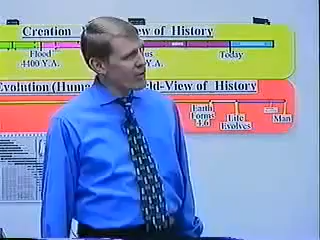 Creation View of History
Flood
4400 Y.A.
Today
Evolution (Hum ld-View of History
Earth
Forms
4.6
Life
Evolves
Man